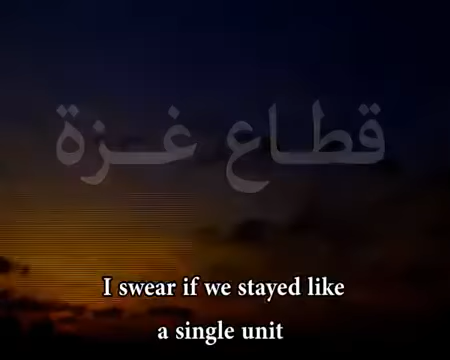 قطاع غزة
I swear if we stayed like
a single unit